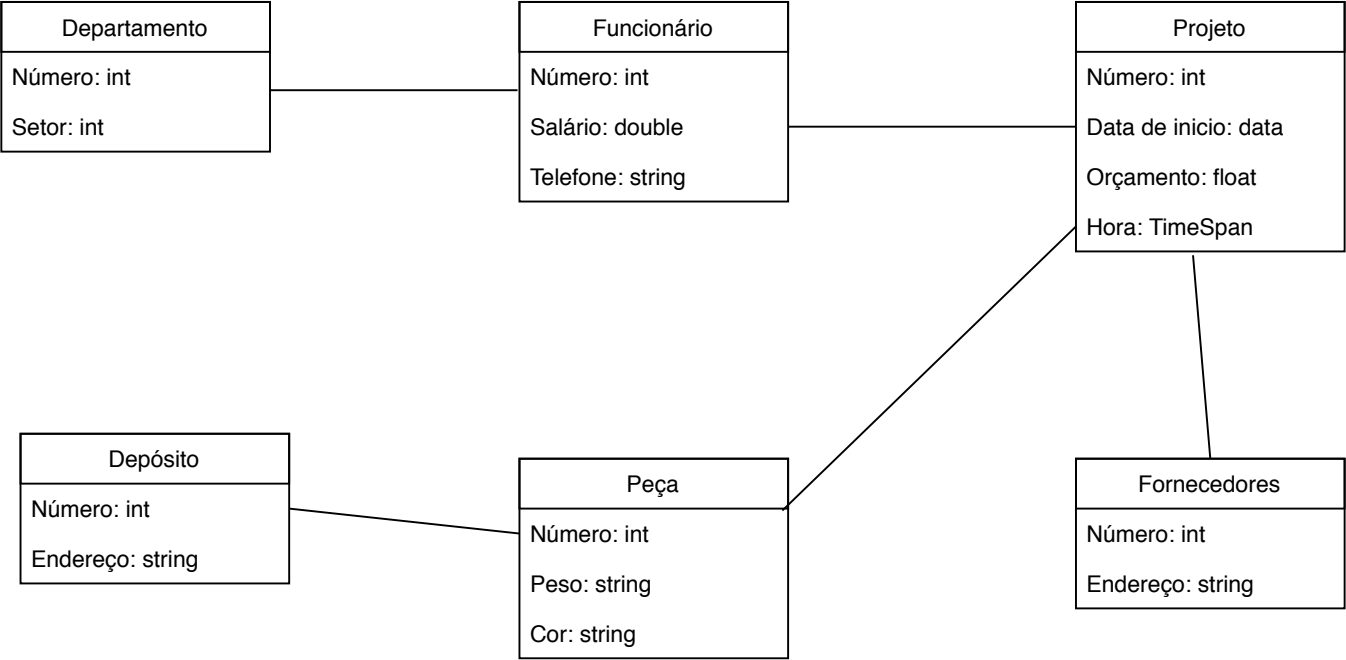 Departamento
Número: int
Setor: int
Funcionário
Número: int
Salário: double
Telefone: string
Projeto
Número: int
Data de inicio: data
Orçamento: float
Hora: TimeSpan
Depósito
Número: int
Endereço: string
Peça
Número: int
Peso: string
Cor: string
Fornecedores
Número: int
Endereço: string